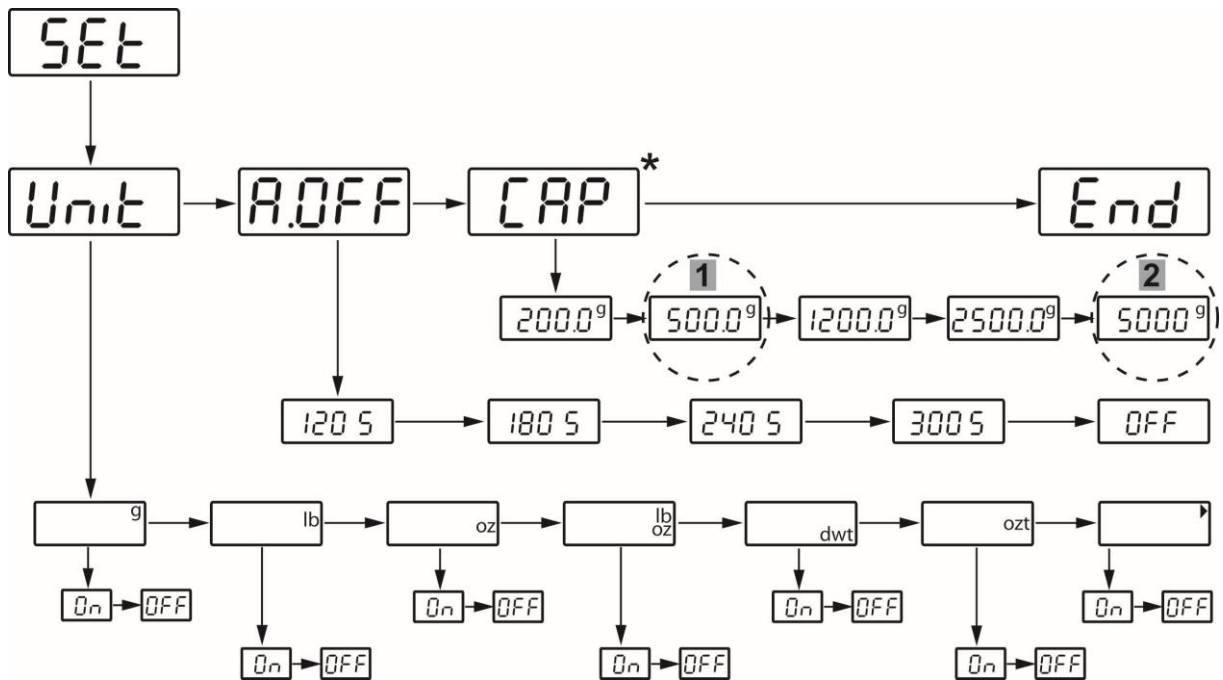 SEt
Unit A.OFF CAP * End
1 2
200.0 g 500.0 g 1200.0 g 2500.0 g 5000 g
120 S 180 S 240 S 300 S OFF
g lb oz lb oz dwt ozt
On OFF On OFF On OFF On OFF
On OFF On OFF On OFF